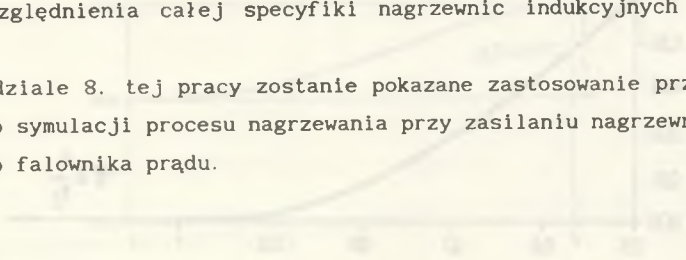 względnienia całej specyfiki nagrzewnic indukcyjnych
dziale 8. tej pracy zostanie pokazane zastosowanie prz
symulacji procesu nagrzewania przy zasilaniu nagrzewn
falownika prądu.